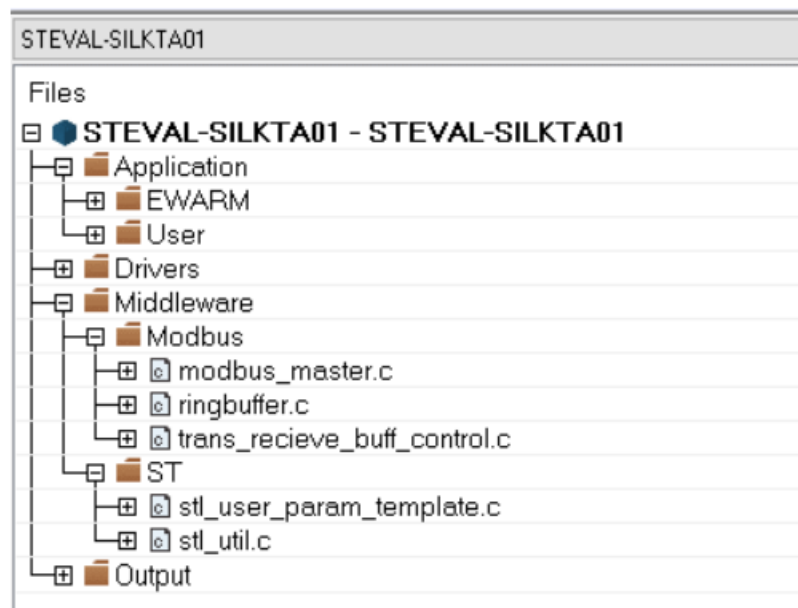 STEVAL-SILKTA01
Files
STEVAL-SILKTA01 - STEVAL-SILKTA01
Application
EWARM
User
Drivers
Middleware
Modbus
modbus_master.c
ringbuffer.c
trans_recieve_buff_control.c
ST
stl_user_param_template.c
stl_util.c
Output